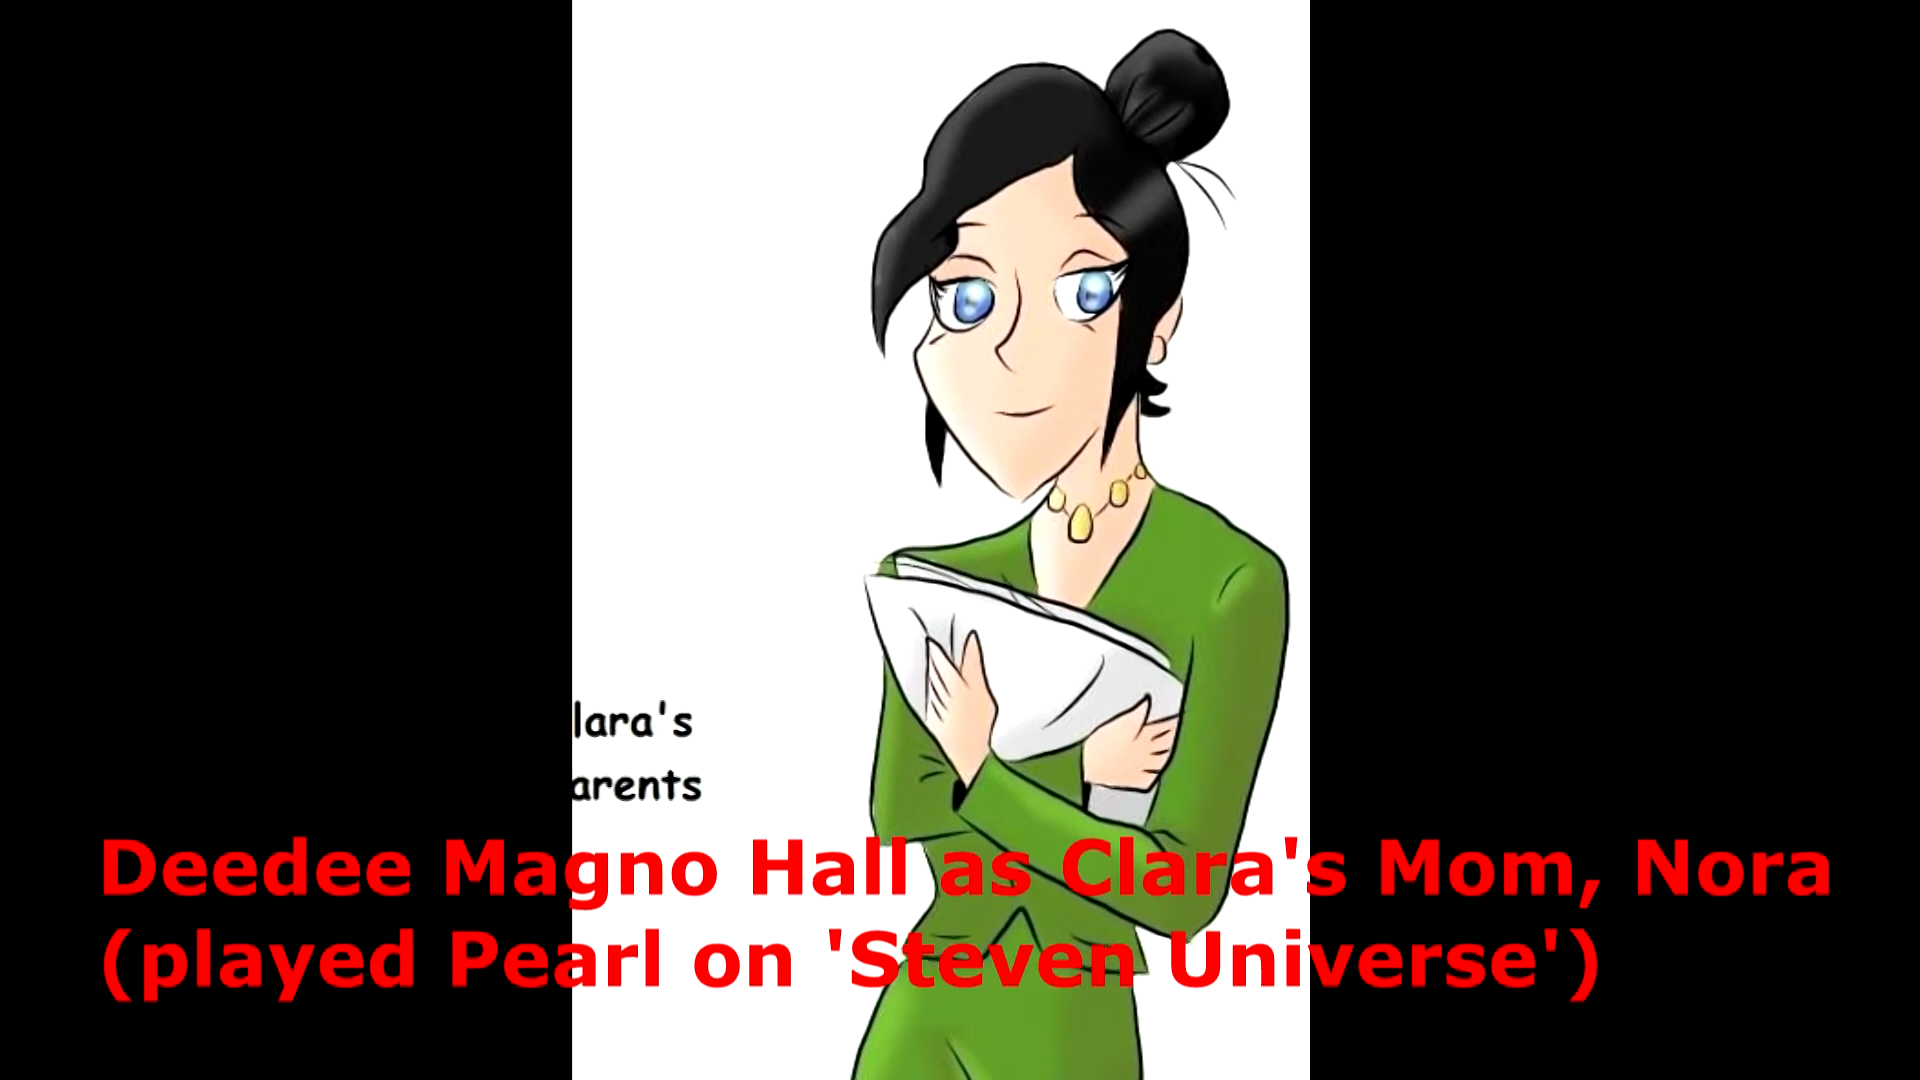 lara's
arents
Deedee Magno Hall as Clara's Mom, Nora
(played Pearl on 'Steven Universe')